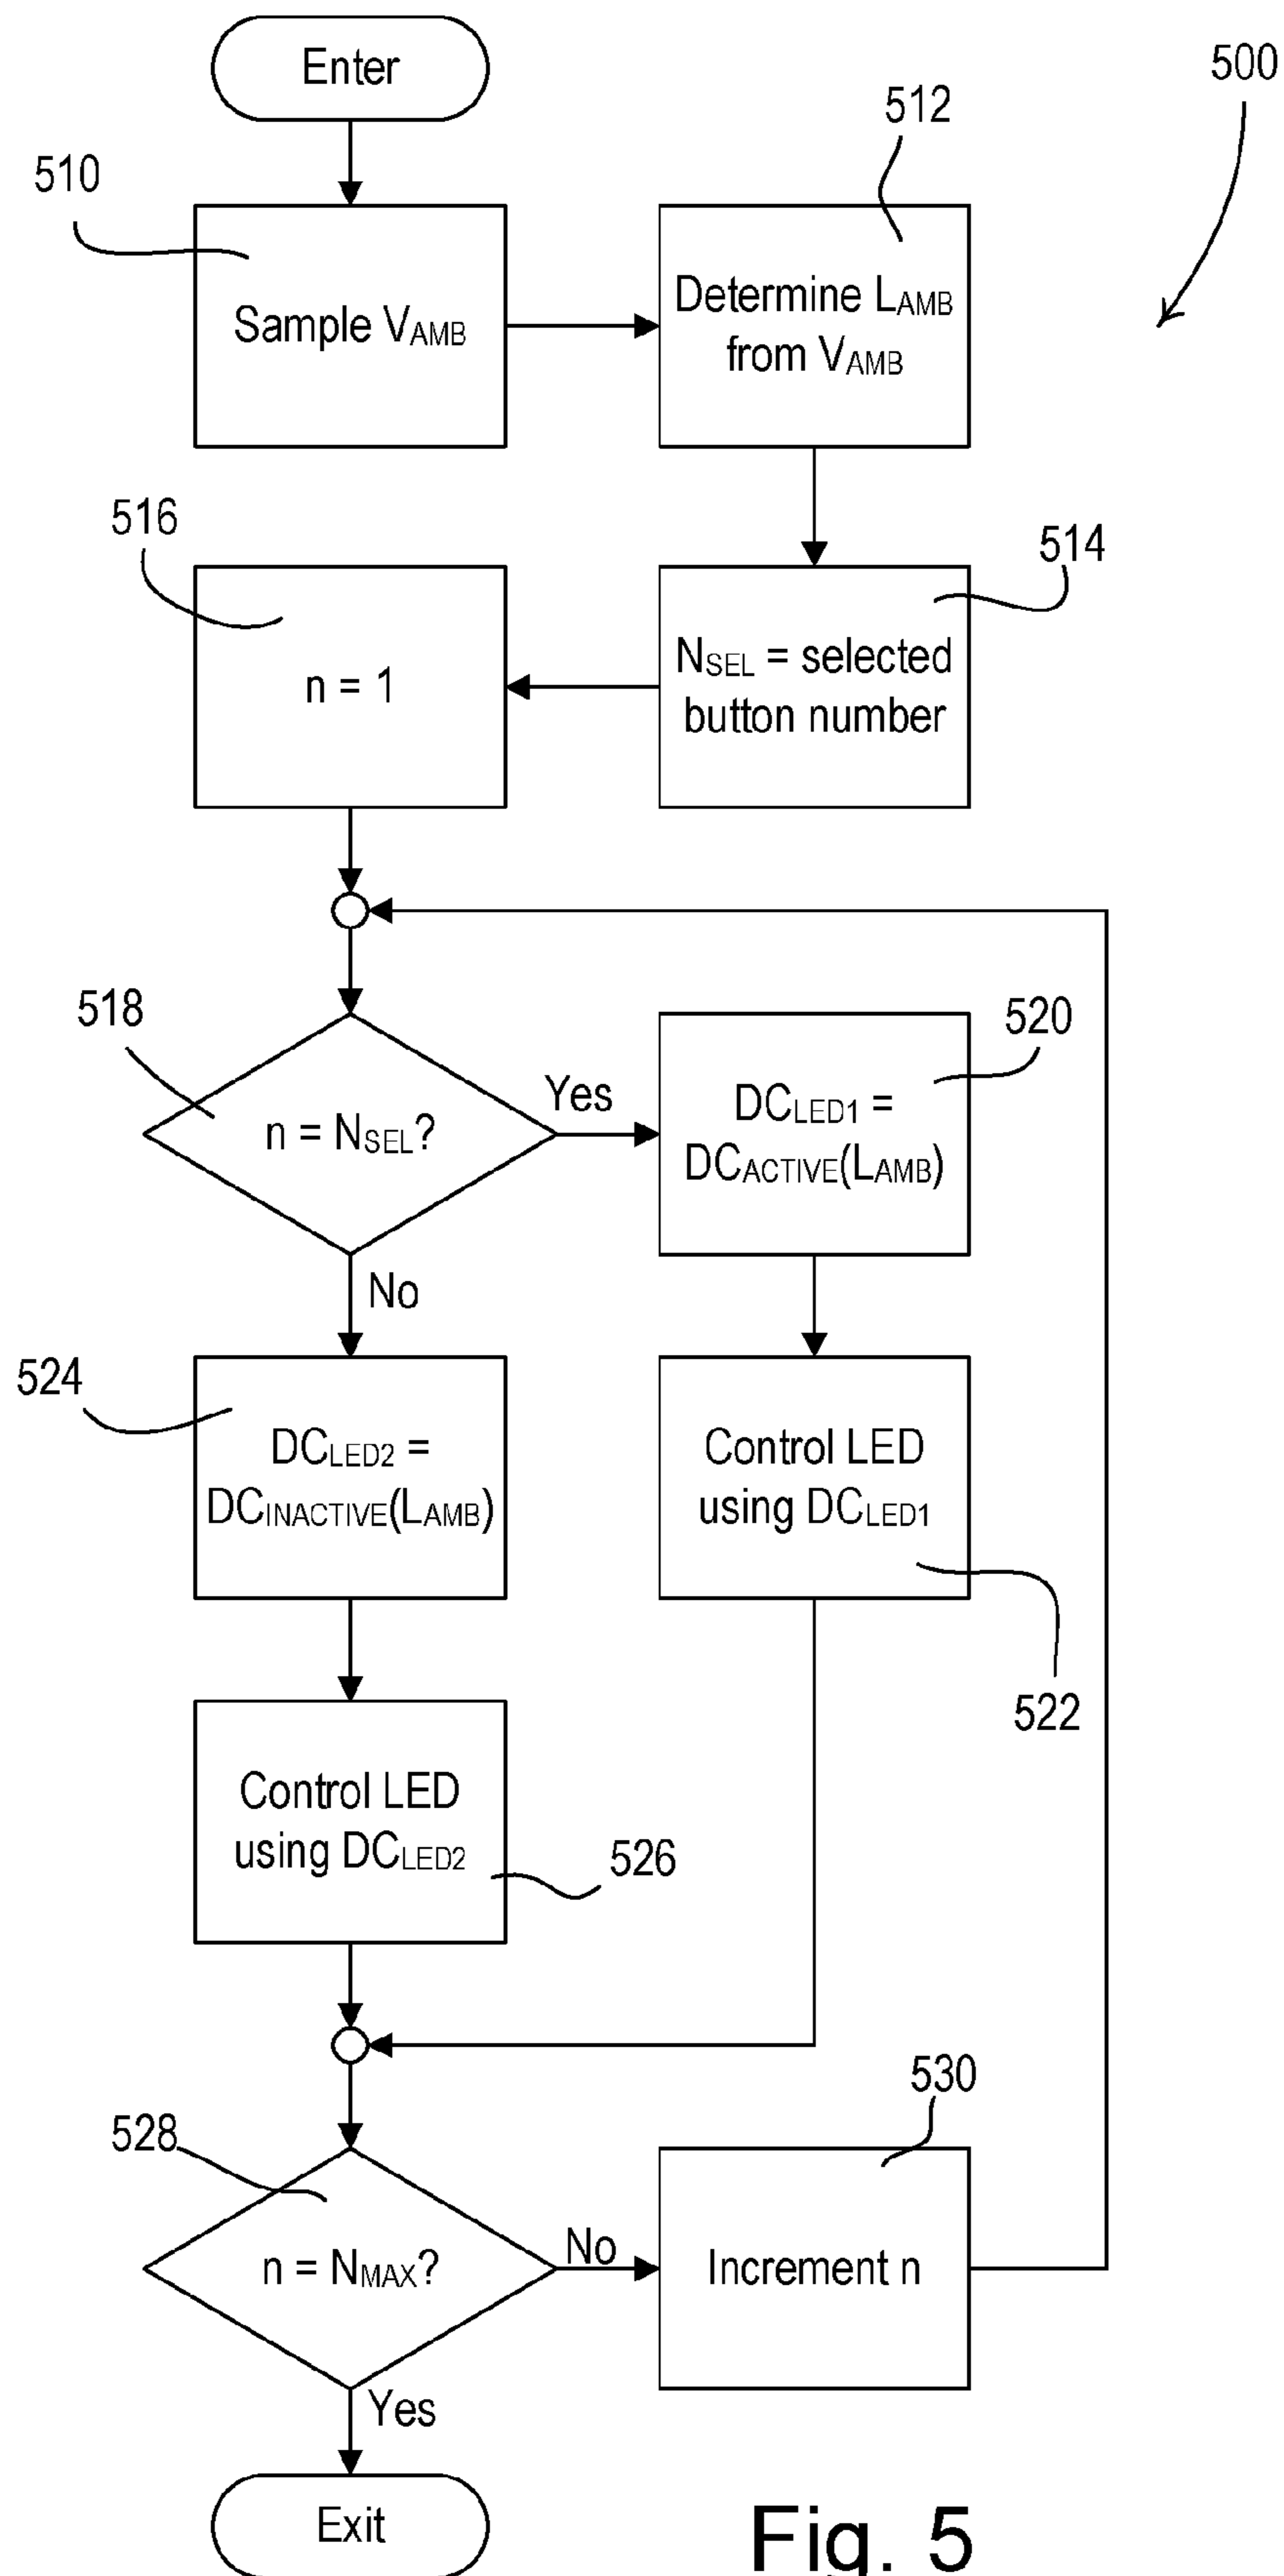 Enter
500
512
510
Sample VAMB
Determine LAMB
from VAMB
516
514
n = 1
NSEL = selected
button number
518
520
n = NSEL?
Yes
DCLED1 =
DCACTIVE(LAMB)
No
524
DCLED2 =
DCINACTIVE(LAMB)
Control LED
using DCLED1
522
Control LED
using DCLED2
526
530
528
n = NMAX?
No
Increment n
Yes
Exit
Fig. 5